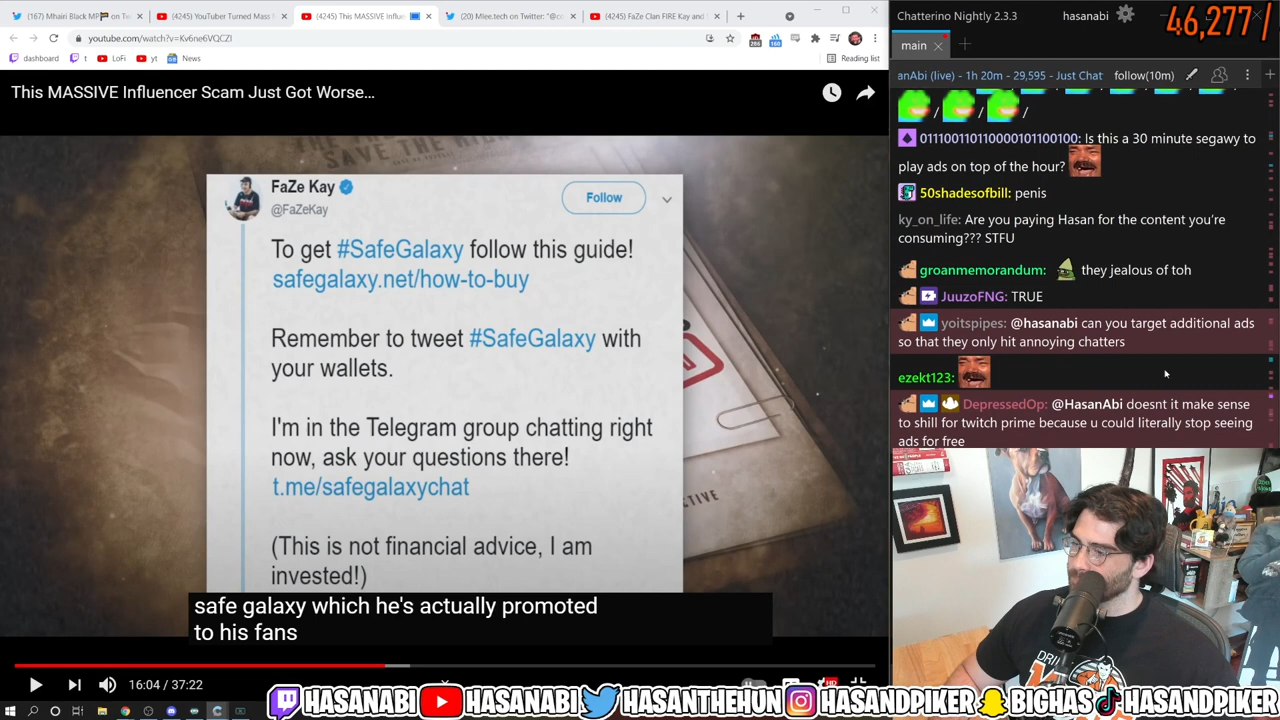 (167) Mhairi Black MP
(4245) YouTuber Turned Mass
(4245) This MASSIVE Influe
(20) Mlee.tech on Twitter: "@co
(4245) FaZe Clan FIRE Kay and
youtube.com/watch?v=Kv6ne6VQCZI
286
160
dashboard
t
LoFi
yt
News
Reading list
This MASSIVE Influencer Scam Just Got Worse...
FaZe Kay
@FaZeKay
Follow
To get #SafeGalaxy follow this guide!
safegalaxy.net/how-to-buy
Remember to tweet #SafeGalaxy with
your wallets.
I'm in the Telegram group chatting right
now, ask your questions there!
t.me/safegalaxychat
(This is not financial advice, I am
invested!)
safe galaxy which he's actually promoted
to his fans
16:04 / 37:22
Chatterino Nightly 2.3.3
hasanabi
46,277 /
main
anAbi (live) - 1h 20m - 29,595 - Just Chat
follow(10m)
/ / /
01110011011000010110010​0: Is this a 30 minute segawy to
play ads on top of the hour?
50shadesofbill: penis
ky_on_life: Are you paying Hasan for the content you're
consuming??? STFU
groanmemorandum: they jealous of toh
JuuzoFNG: TRUE
yoitspipes: @hasanabi can you target additional ads
so that they only hit annoying chatters
ezekt123:
DepressedOp: @HasanAbi doesnt it make sense
to shill for twitch prime because u could literally stop seeing
ads for free
HASANABI HASANABI HASANTHEHUN HASANDPIKER BIGHAS HASANDPIKER